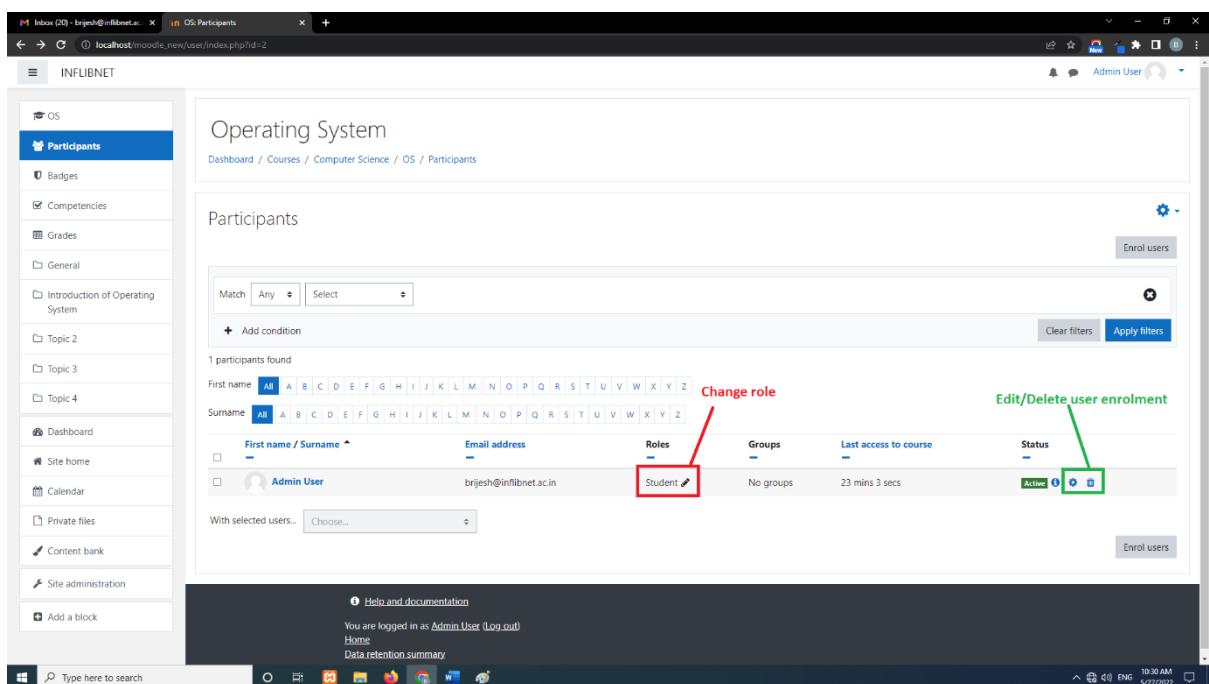 Inbox (20) - brijesh@inflibnet.ac.
OS: Participants
localhost/moodle_new/user/index.php?id=2
New
B
INFLIBNET
Admin User
OS
Participants
Badges
Competencies
Grades
General
Introduction of Operating
System
Topic 2
Topic 3
Topic 4
Dashboard
Site home
Calendar
Private files
Content bank
Site administration
Add a block
Operating System
Dashboard / Courses / Computer Science / OS / Participants
Participants
Enrol users
Match Any Select
Add condition
Clear filters Apply filters
1 participants found
First name All A B C D E F G H I J K L M N O P Q R S T U V W X Y Z
Surname All A B C D E F G H I J K L M N O P Q R S T U V W X Y Z
Change role
Edit/Delete user enrolment
First name / Surname Email address Roles Groups Last access to course Status
Admin User brijesh@inflibnet.ac.in Student No groups 23 mins 3 secs Active
With selected users... Choose...
Enrol users
Help and documentation
You are logged in as Admin User (Log out)
Home
Data retention summary
Type here to search
ENG
10:30 AM
5/27/2022